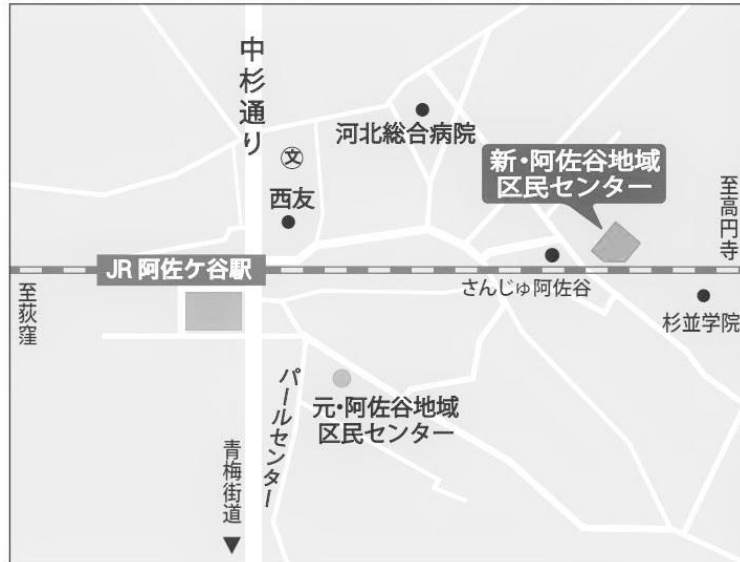 中杉通り
河北総合病院
文
西友
新・阿佐谷地域
区民センター
至高円寺
JR 阿佐ケ谷駅
さんじゅ阿佐谷
至荻窪
杉並学院
パールセンター
元・阿佐谷地域
区民センター
青梅街道
▼